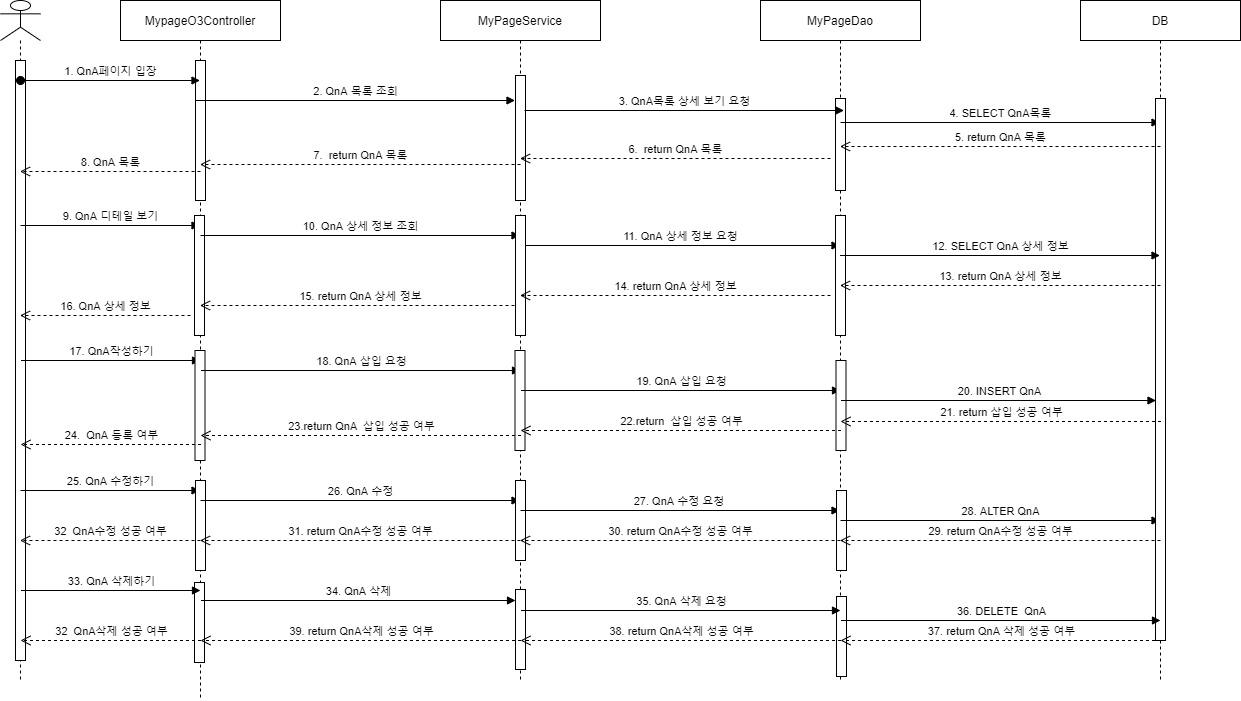 MypageO3Controller
MyPageService
MyPageDao
DB
1. QnA페이지 입장
2. QnA 목록 조회
3. QnA목록 상세 보기 요청
4. SELECT QnA목록
5. return QnA 목록
6.  return QnA 목록
7.  return QnA 목록
8. QnA 목록
9. QnA 디테일 보기
10. QnA 상세 정보 조회
11. QnA 상세 정보 요청
12. SELECT QnA 상세 정보
13. return QnA 상세 정보
14. return QnA 상세 정보
15. return QnA 상세 정보
16. QnA 상세 정보
17. QnA작성하기
18. QnA 삽입 요청
19. QnA 삽입 요청
20. INSERT QnA
21. return 삽입 성공 여부
22.return  삽입 성공 여부
23.return QnA  삽입 성공 여부
24.  QnA 등록 여부
25. QnA 수정하기
26. QnA 수정
27. QnA 수정 요청
28. ALTER QnA
29. return QnA수정 성공 여부
30. return QnA수정 성공 여부
31. return QnA수정 성공 여부
32  QnA수정 성공 여부
33. QnA 삭제하기
34. QnA 삭제
35. QnA 삭제 요청
36. DELETE  QnA
37. return QnA 삭제 성공 여부
38. return QnA삭제 성공 여부
39. return QnA삭제 성공 여부
32  QnA삭제 성공 여부